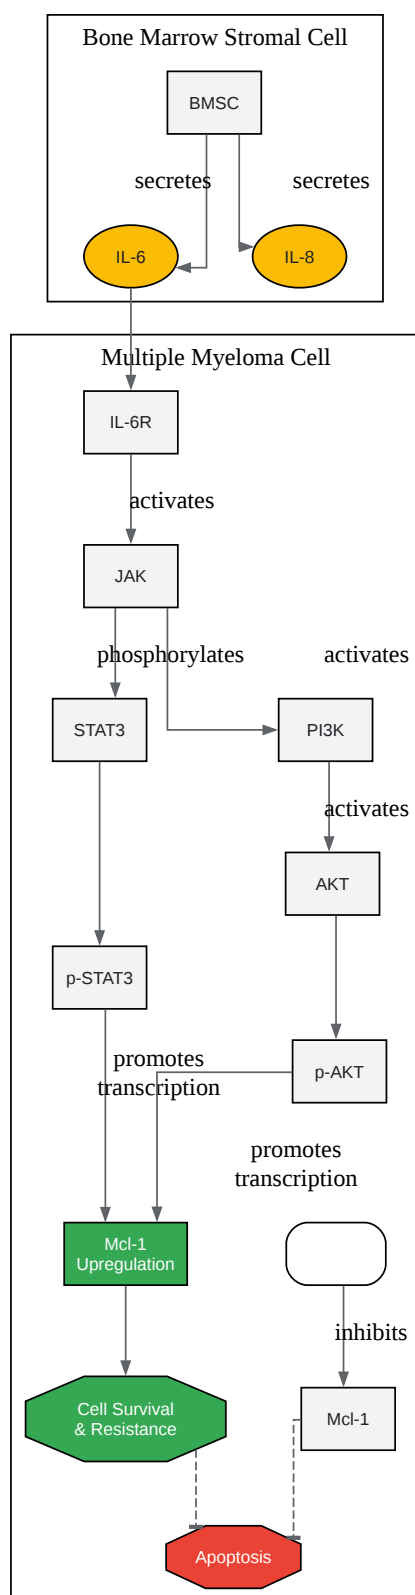 Bone Marrow Stromal Cell
BMSC
secretes
secretes
IL-6
IL-8
Multiple Myeloma Cell
IL-6R
activates
JAK
phosphorylates
activates
STAT3
PI3K
activates
AKT
p-STAT3
promotes
transcription
p-AKT
promotes
transcription
Mcl-1
Upregulation
inhibits
Cell Survival
& Resistance
Mcl-1
Apoptosis